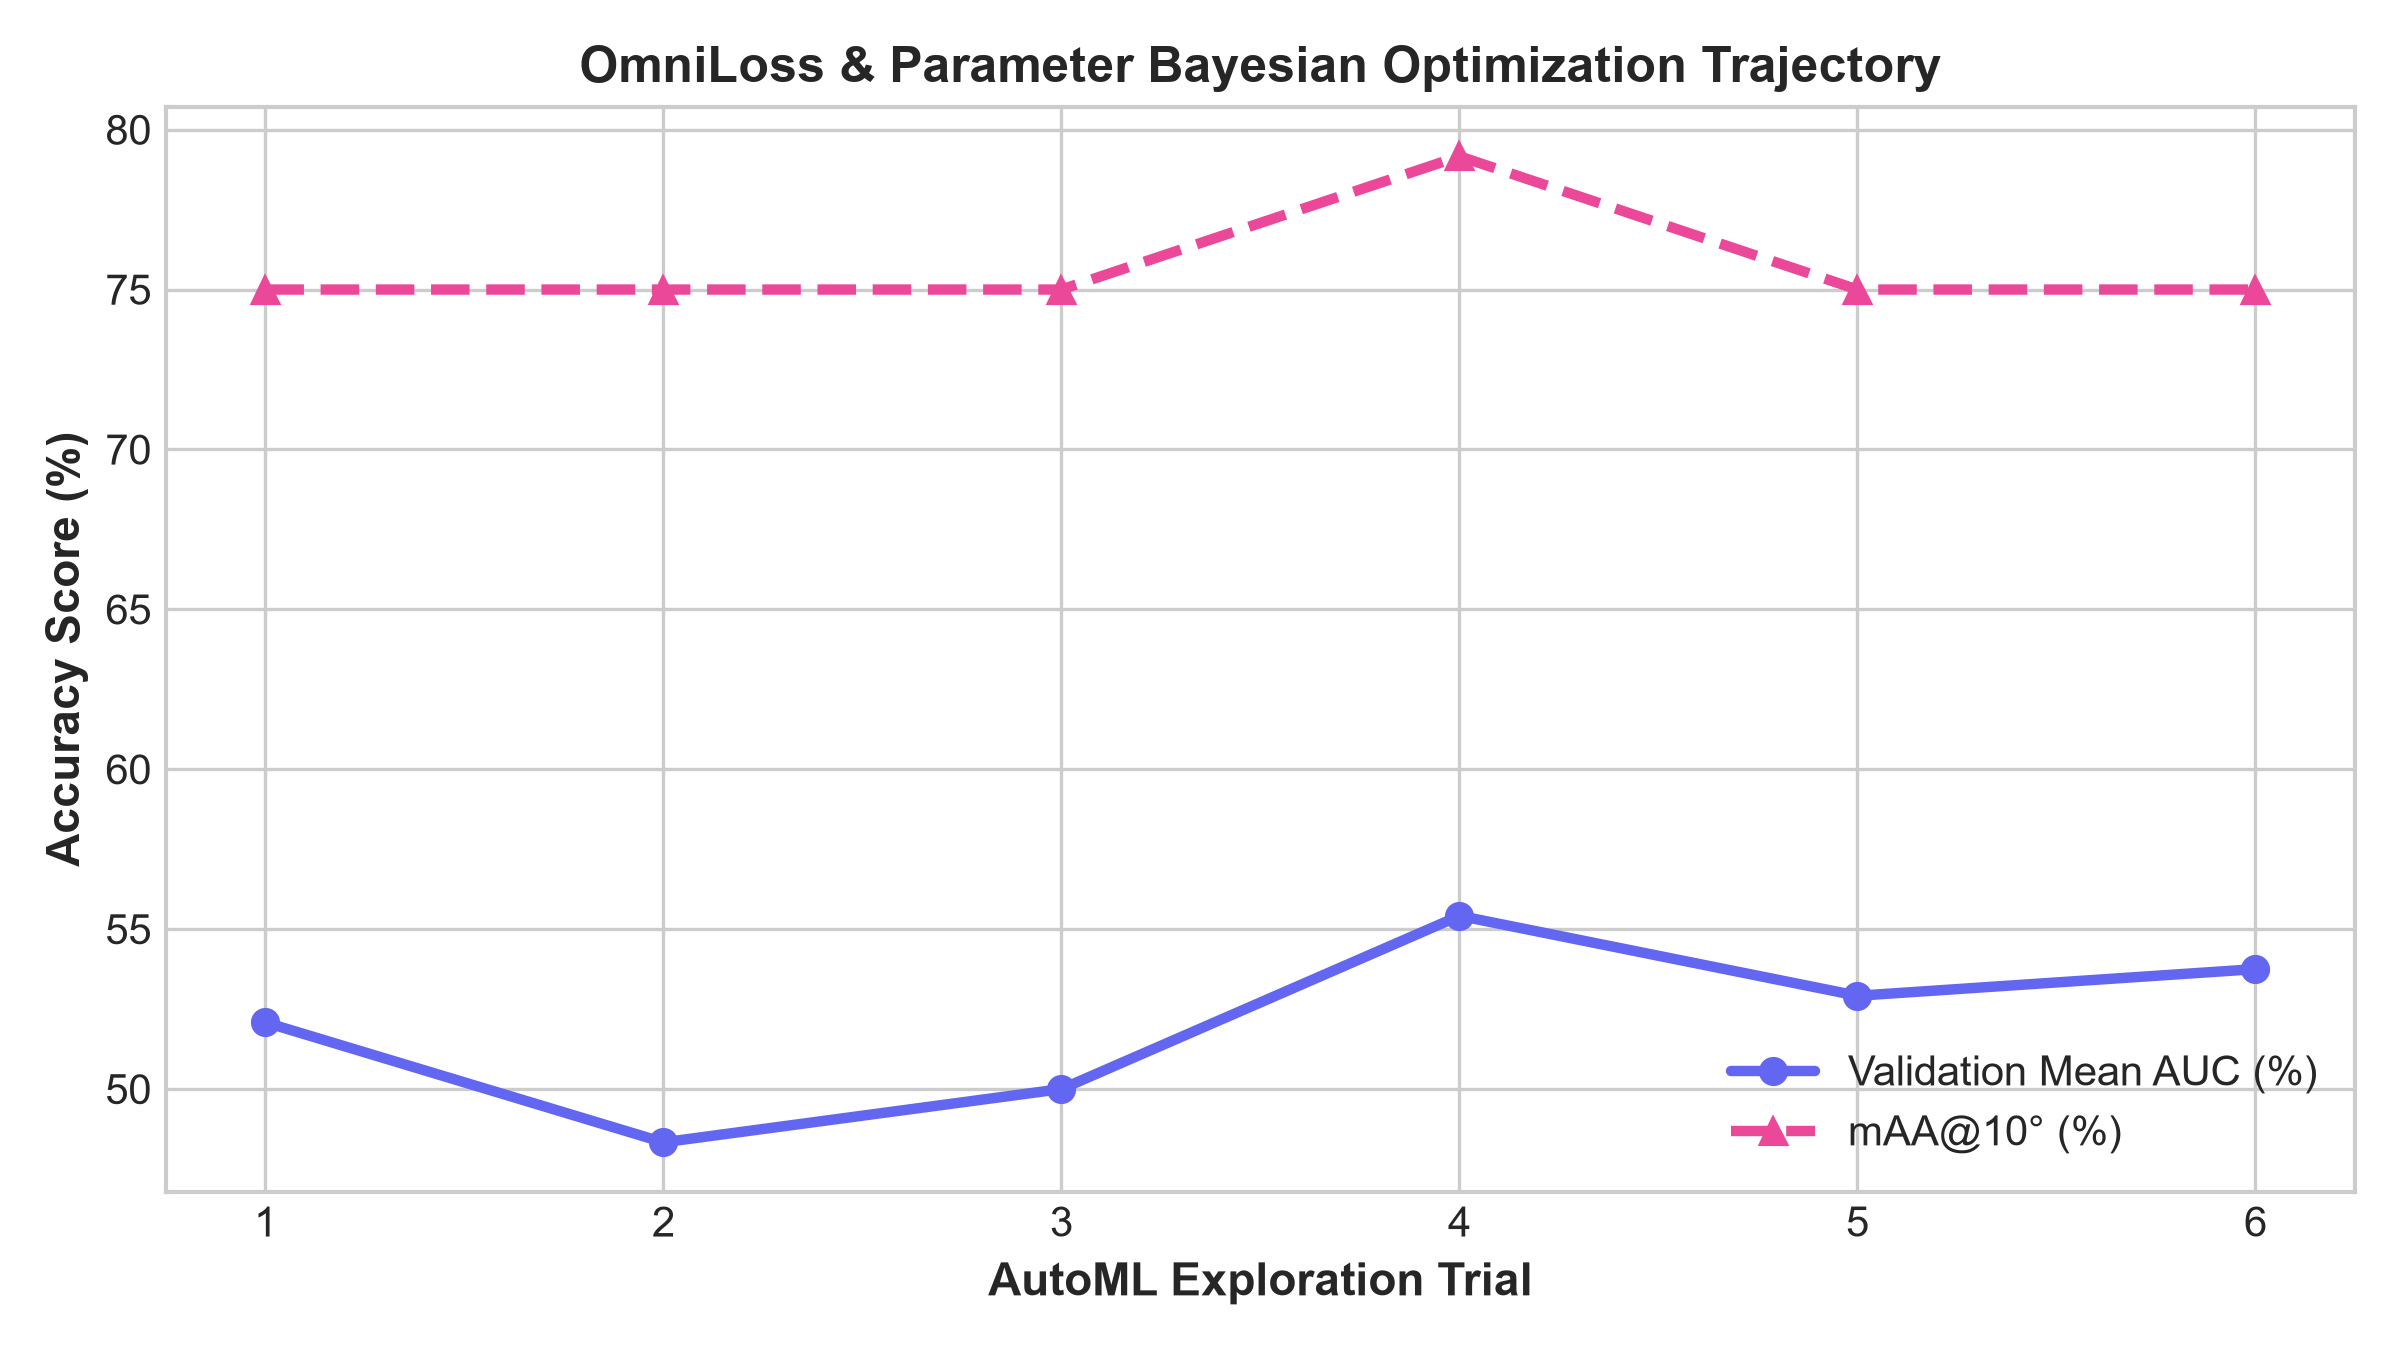 OmniLoss & Parameter Bayesian Optimization Trajectory
80
75
70
65
60
55
50
Accuracy Score (%)
Validation Mean AUC (%)
mAA@10° (%)
1 2 3 4 5 6
AutoML Exploration Trial